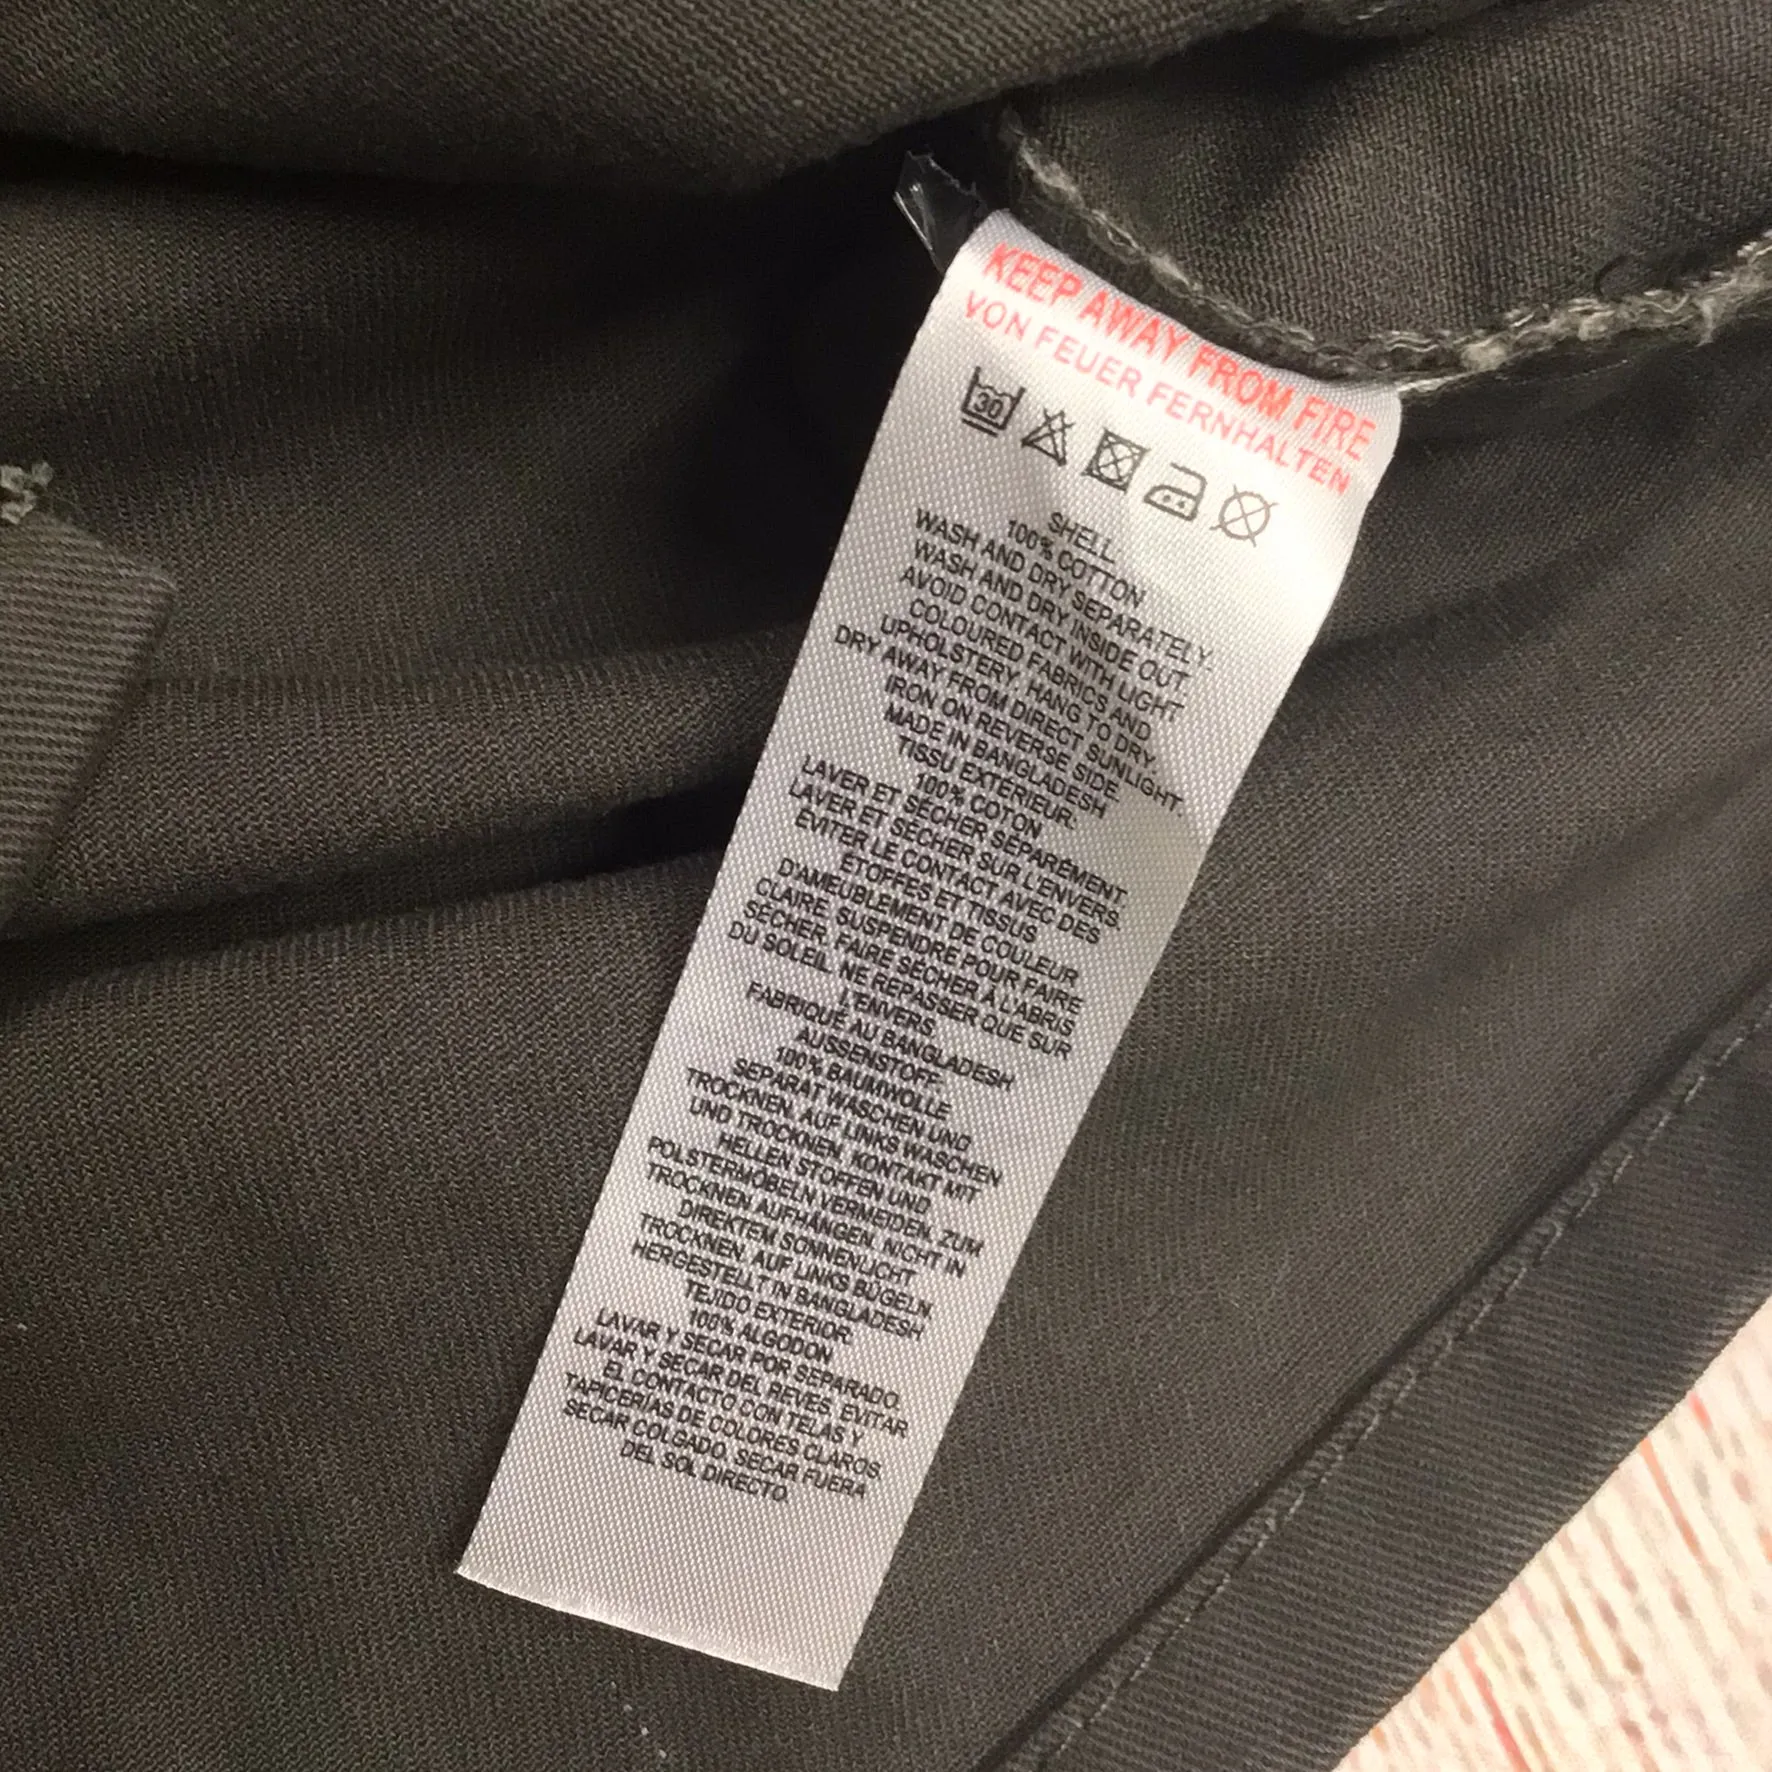 KEEP AWAY FROM FIRE
VON FEUER FERNHALTEN
30
SHELL
100% COTTON
WASH AND DRY SEPARATELY.
WASH AND DRY INSIDE OUT.
AVOID CONTACT WITH LIGHT
COLOURED FABRICS AND
UPHOLSTERY. HANG TO DRY.
DRY AWAY FROM DIRECT SUNLIGHT.
IRON ON REVERSE SIDE.
MADE IN BANGLADESH
TISSU EXTERIEUR.
100% COTON
LAVER ET SÉCHER SÉPARÉMENT.
LAVER ET SÉCHER SUR L'ENVERS.
ÉVITER LE CONTACT AVEC DES
ÉTOFFES ET TISSUS
D'AMEUBLEMENT DE COULEUR
CLAIRE. SUSPENDRE POUR FAIRE
SÉCHER. FAIRE SÉCHER À L'ABRIS
DU SOLEIL. NE REPASSER QUE SUR
L'ENVERS.
FABRIQUÉ AU BANGLADESH
AUSSENSTOFF.
100% BAUMWOLLE
SEPARAT WASCHEN UND
TROCKNEN. AUF LINKS WASCHEN
UND TROCKNEN. KONTAKT MIT
HELLEN STOFFEN UND
POLSTERMÖBELN VERMEIDEN. ZUM
TROCKNEN AUFHÄNGEN. NICHT IN
DIREKTEM SONNENLICHT
TROCKNEN. AUF LINKS BÜGELN.
HERGESTELLT IN BANGLADESH
TEJIDO EXTERIOR
100% ALGODON
LAVAR Y SECAR POR SEPARADO.
LAVAR Y SECAR DEL REVES. EVITAR
EL CONTACTO CON TELAS Y
TAPICERÍAS DE COLORES CLAROS.
SECAR COLGADO. SECAR FUERA
DEL SOL DIRECTO.